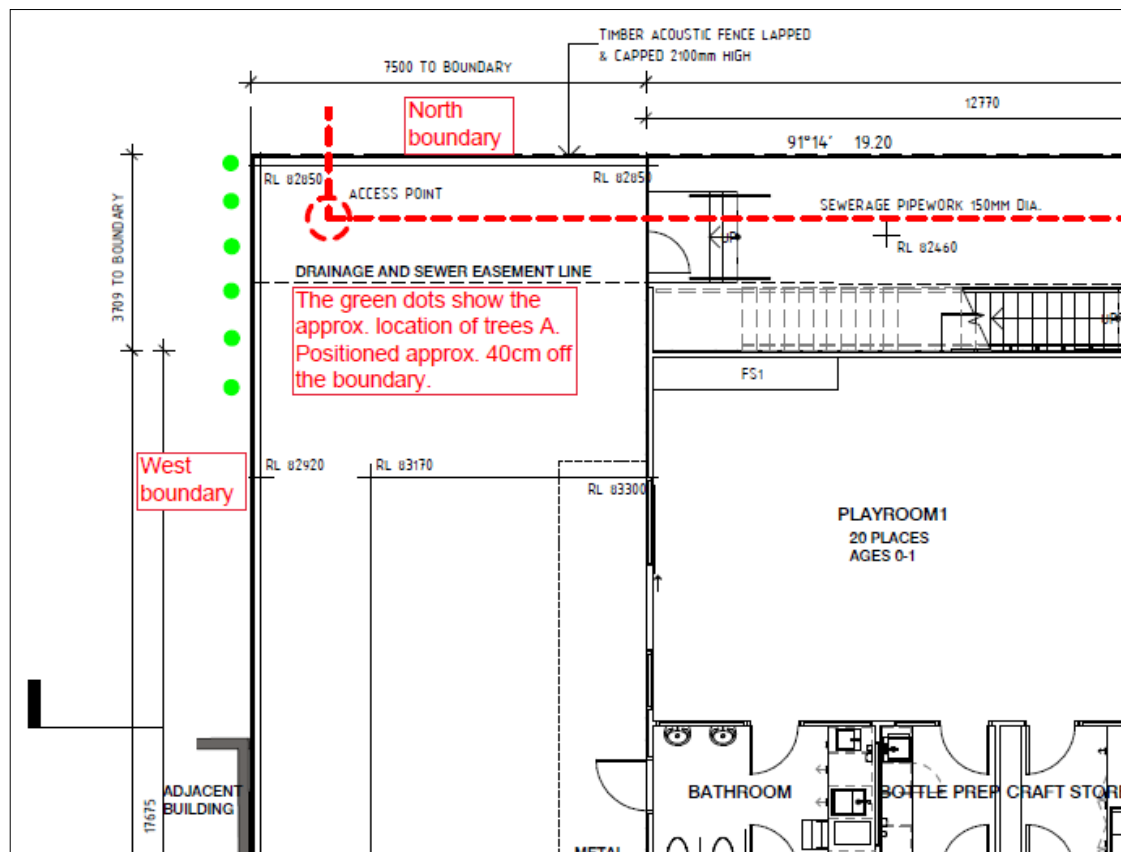 TIMBER ACOUSTIC FENCE LAPPED
& CAPPED 2100mm HIGH
7500 TO BOUNDARY
12770
North
boundary
91°14' 19.20
RL 82850
RL 82850
ACCESS POINT
SEWERAGE PIPEWORK 150MM DIA.
UP
RL 82460
3709 TO BOUNDARY
DRAINAGE AND SEWER EASEMENT LINE
The green dots show the
approx. location of trees A.
Positioned approx. 40cm off
the boundary.
UP
FS1
West
boundary
RL 82920
RL 83170
RL 83300
PLAYROOM1
20 PLACES
AGES 0-1
ADJACENT
BUILDING
17675
BATHROOM
BOTTLE PREP
CRAFT STORE
METAL